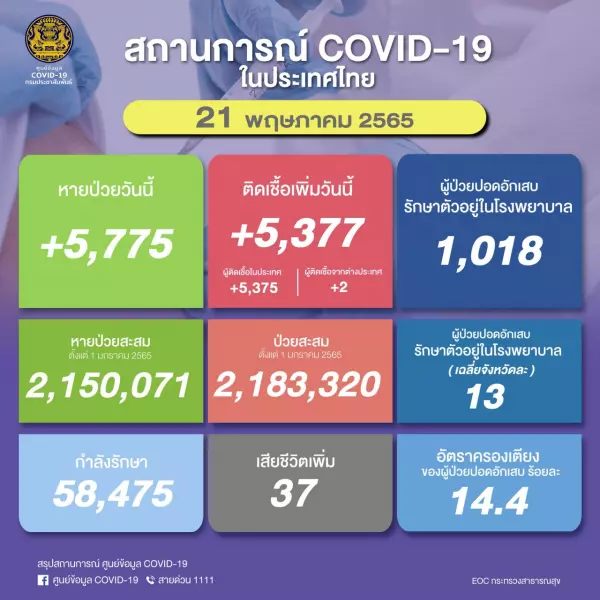 ศูนย์ข้อมูล
COVID-19
กรมประชาสัมพันธ์
สถานการณ์ COVID-19
ในประเทศไทย
21 พฤษภาคม 2565
หายป่วยวันนี้
+5,775
ติดเชื้อเพิ่มวันนี้
+5,377
ผู้ติดเชื้อในประเทศ
+5,375
ผู้ติดเชื้อจากต่างประเทศ
+2
ผู้ป่วยปอดอักเสบ
รักษาตัวอยู่ในโรงพยาบาล
1,018
หายป่วยสะสม
ตั้งแต่ 1 มกราคม 2565
2,150,071
ป่วยสะสม
ตั้งแต่ 1 มกราคม 2565
2,183,320
ผู้ป่วยปอดอักเสบ
รักษาตัวอยู่ในโรงพยาบาล
(เฉลี่ยจังหวัดละ)
13
กำลังรักษา
58,475
เสียชีวิตเพิ่ม
37
อัตราครองเตียง
ของผู้ป่วยปอดอักเสบ ร้อยละ
14.4
สรุปสถานการณ์ ศูนย์ข้อมูล COVID-19
ศูนย์ข้อมูล COVID-19 สายด่วน 1111
EOC กระทรวงสาธารณสุข